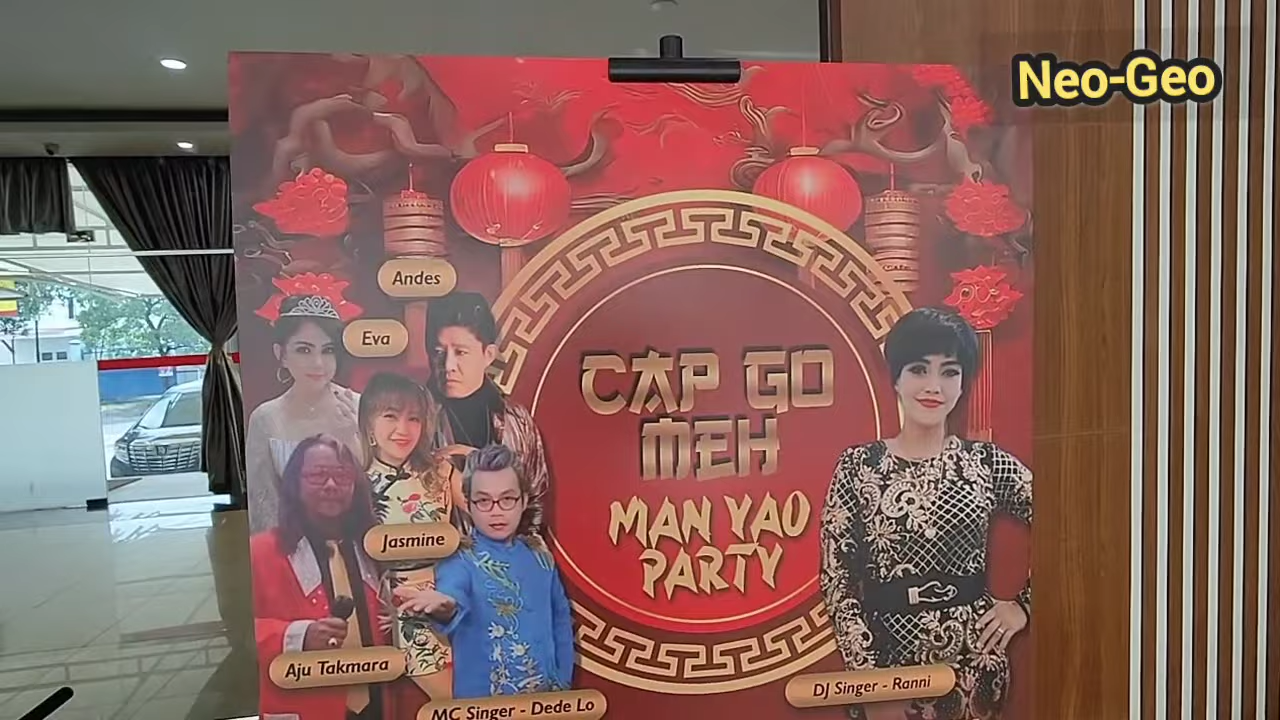 Neo-Geo
Andes
Eva
CAP GO
MEH
MAN YAO
PARTY
Jasmine
Aju Takmara
DJ Singer - Ranni
MC Singer - Dede Lo